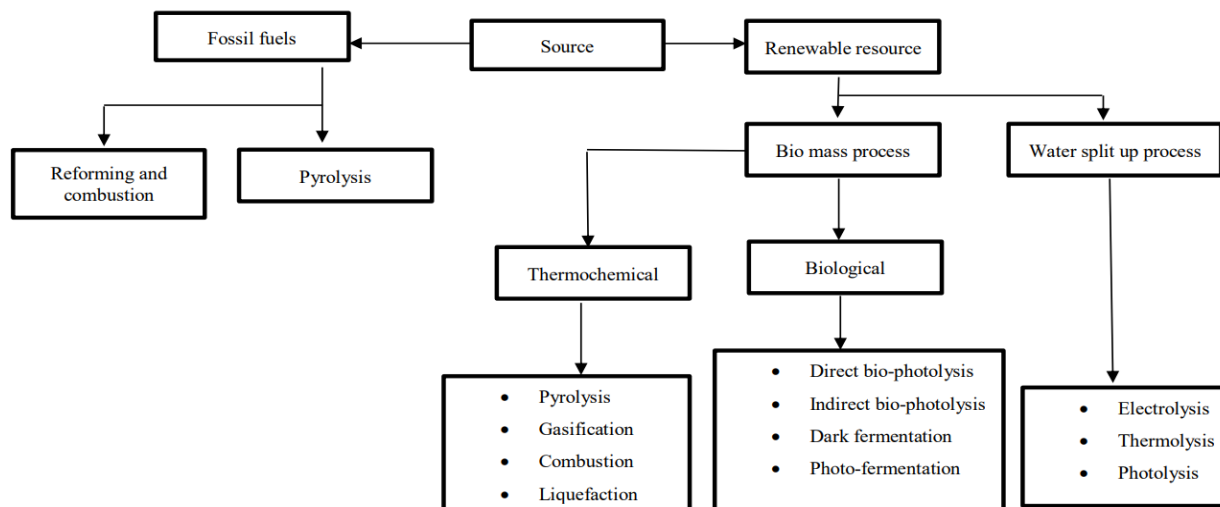 Fossil fuels
Source
Renewable resource
Reforming and
combustion
Pyrolysis
Bio mass process
Water split up process
Thermochemical
Biological
• Pyrolysis
• Gasification
• Combustion
• Liquefaction
• Direct bio-photolysis
• Indirect bio-photolysis
• Dark fermentation
• Photo-fermentation
• Electrolysis
• Thermolysis
• Photolysis